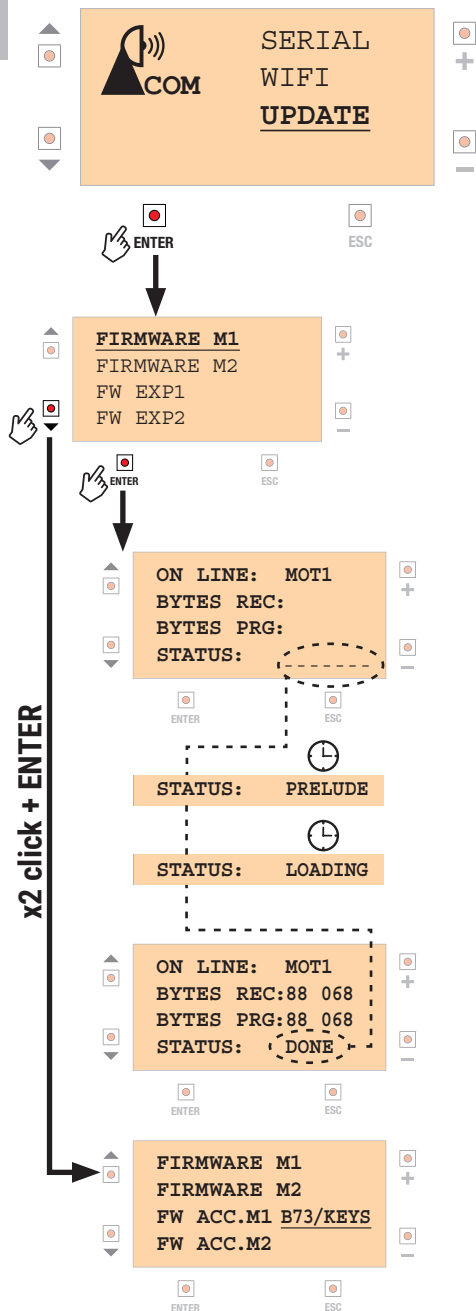 SERIAL
COM
WIFI
UPDATE
+
−
ENTER
ESC
FIRMWARE M1
FIRMWARE M2
FW EXP1
FW EXP2
+
−
ENTER
ESC
ON LINE: MOT1
BYTES REC:
BYTES PRG:
STATUS: ------
+
−
ENTER
ESC
x2 click + ENTER
STATUS: PRELUDE
STATUS: LOADING
ON LINE: MOT1
BYTES REC:88 068
BYTES PRG:88 068
STATUS: DONE
+
−
ENTER
ESC
FIRMWARE M1
FIRMWARE M2
FW ACC.M1 B73/KEYS
FW ACC.M2
+
−
ENTER
ESC